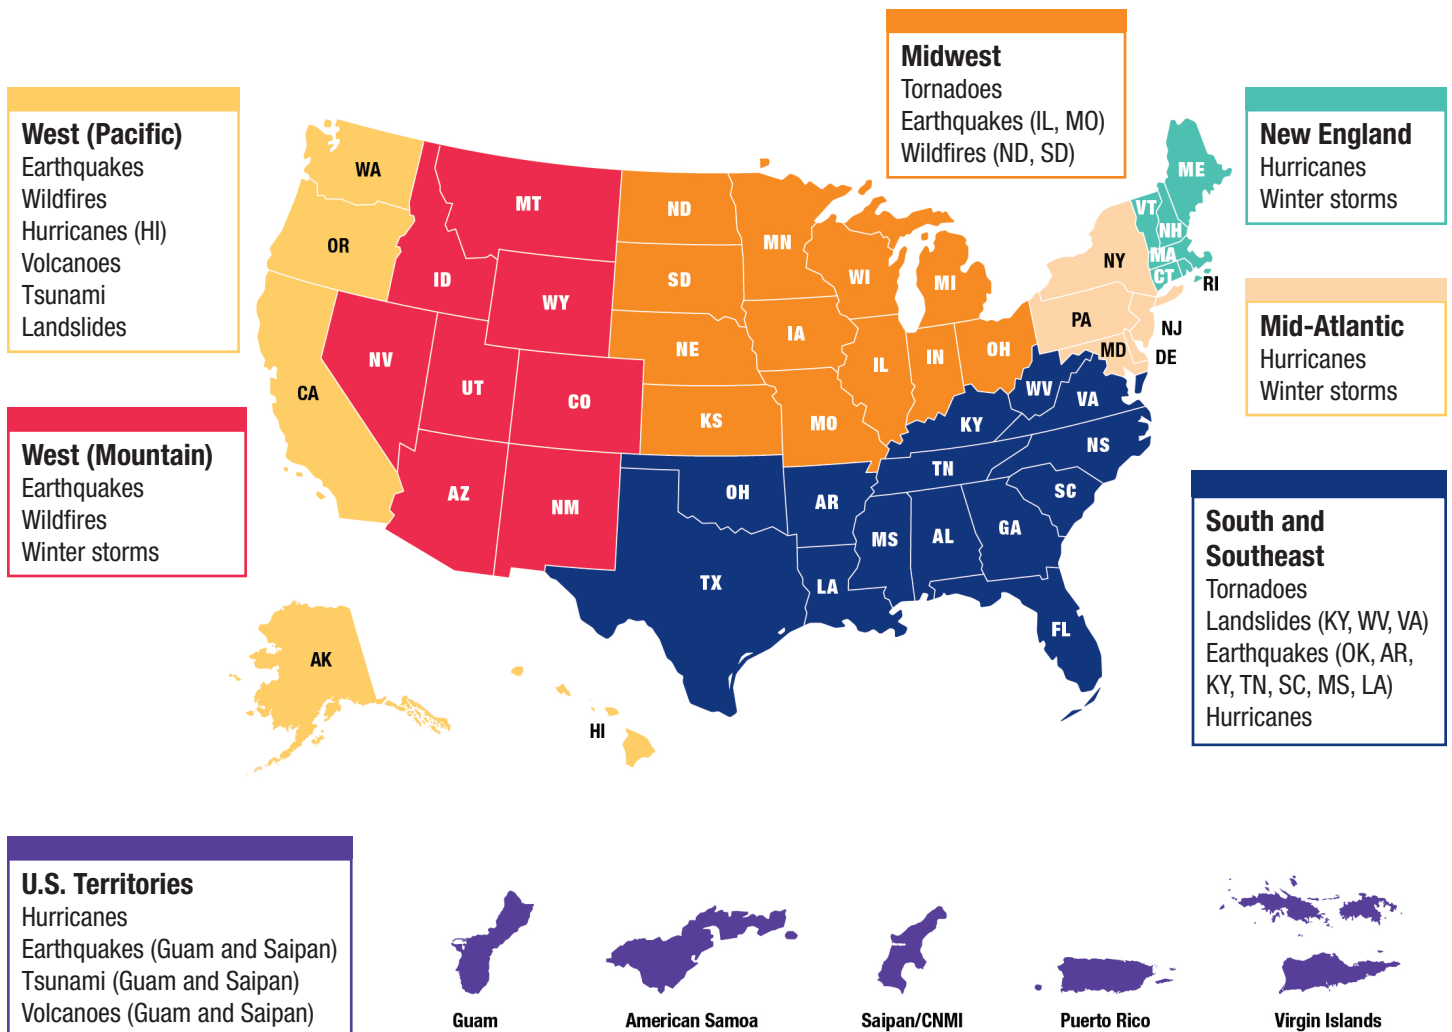 Midwest
Tornadoes
Earthquakes (IL, MO)
Wildfires (ND, SD)
West (Pacific)
Earthquakes
Wildfires
Hurricanes (HI)
Volcanoes
Tsunami
Landslides
New England
Hurricanes
Winter storms
Mid-Atlantic
Hurricanes
Winter storms
West (Mountain)
Earthquakes
Wildfires
Winter storms
South and
Southeast
Tornadoes
Landslides (KY, WV, VA)
Earthquakes (OK, AR,
KY, TN, SC, MS, LA)
Hurricanes
WA
OR
CA
MT
ID
WY
NV
UT
CO
AZ
NM
ND
SD
NE
KS
MN
IA
MO
WI
IL
MI
IN
OH
ME
VT
NH
MA
CT
RI
NY
PA
NJ
MD
DE
WV
VA
KY
NS
TN
SC
OH
AR
MS
AL
GA
TX
LA
FL
AK
HI
U.S. Territories
Hurricanes
Earthquakes (Guam and Saipan)
Tsunami (Guam and Saipan)
Volcanoes (Guam and Saipan)
Guam
American Samoa
Saipan/CNMI
Puerto Rico
Virgin Islands